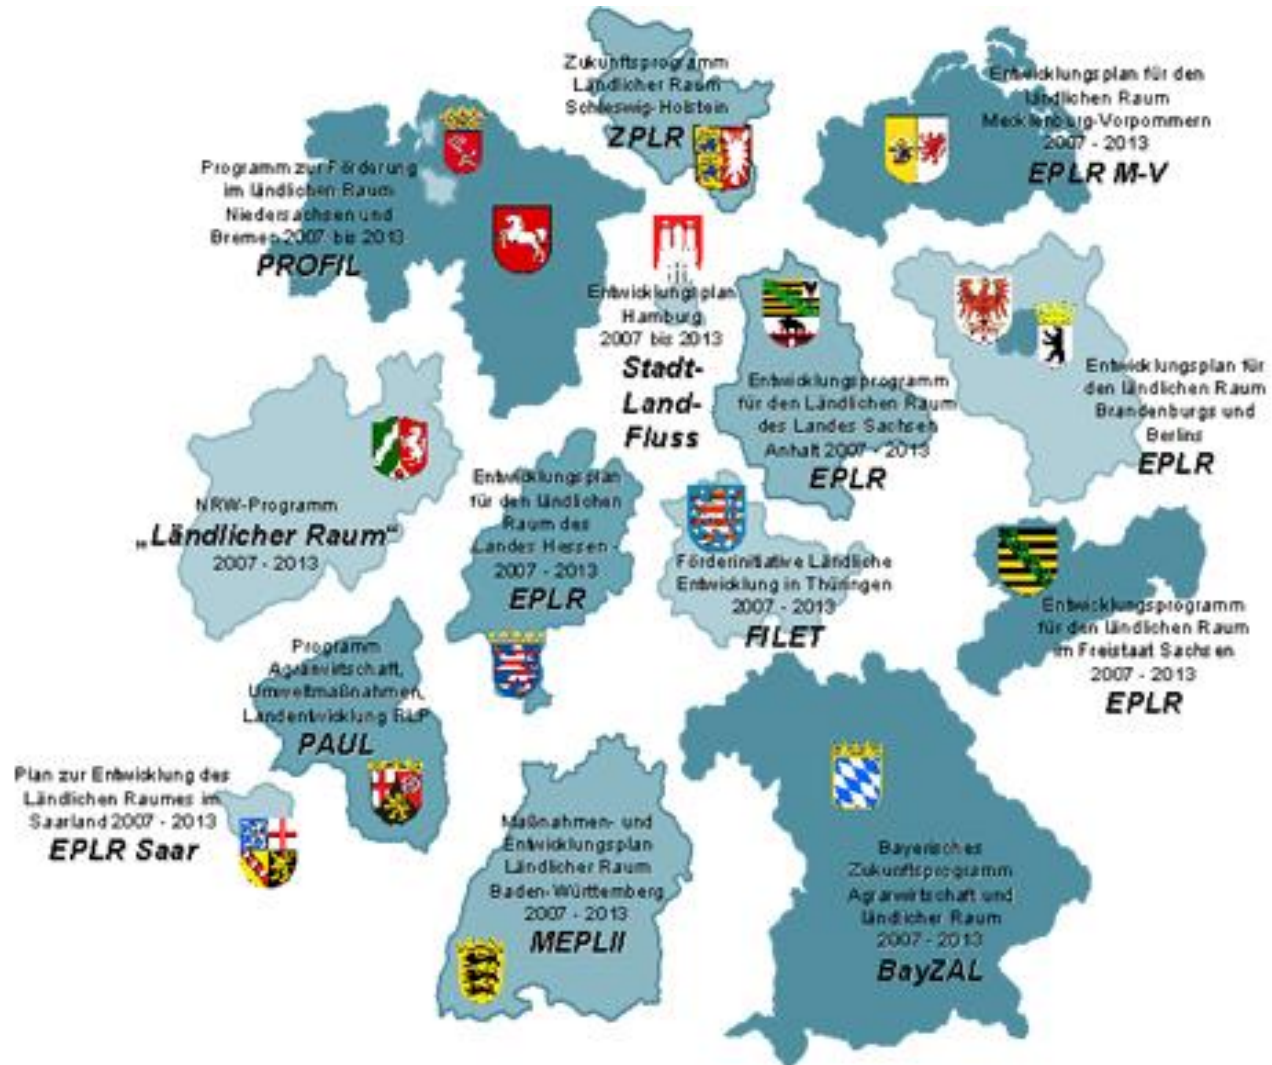 Zukunftsprogramm
Ländlicher Raum
Schleswig-Holstein
ZPLR
Entwicklungsplan für den
ländlichen Raum
Mecklenburg-Vorpommern
2007 - 2013
EPLR M-V
Programm zur Förderung
im ländlichen Raum
Niedersachsen und
Bremen 2007 bis 2013
PROFIL
Entwicklungsplan
Hamburg
2007 bis 2013
Stadt-
Land-
Fluss
Entwicklungsprogramm
für den Ländlichen Raum
des Landes Sachsen
Anhalt 2007 - 2013
EPLR
Entwicklungsplan für
den ländlichen Raum
Brandenburgs und
Berlins
EPLR
NRW-Programm
„Ländlicher Raum“
2007 - 2013
Entwicklungsplan
für den ländlichen
Raum des
Landes Hessen -
2007 - 2013
EPLR
Förderinitiative Ländliche
Entwicklung in Thüringen
2007 - 2013
FILET
Entwicklungsprogramm
für den ländlichen Raum
im Freistaat Sachsen
2007 - 2013
EPLR
Programm
Agrarwirtschaft,
Umweltmaßnahmen,
Landentwicklung RLP
PAUL
Plan zur Entwicklung des
Ländlichen Raumes im
Saarland 2007 - 2013
EPLR Saar
Maßnahmen- und
Entwicklungsplan
Ländlicher Raum
Baden-Württemberg
2007 - 2013
MEPLII
Bayerisches
Zukunftsprogramm
Agrarwirtschaft und
ländlicher Raum
2007 - 2013
BayZAL